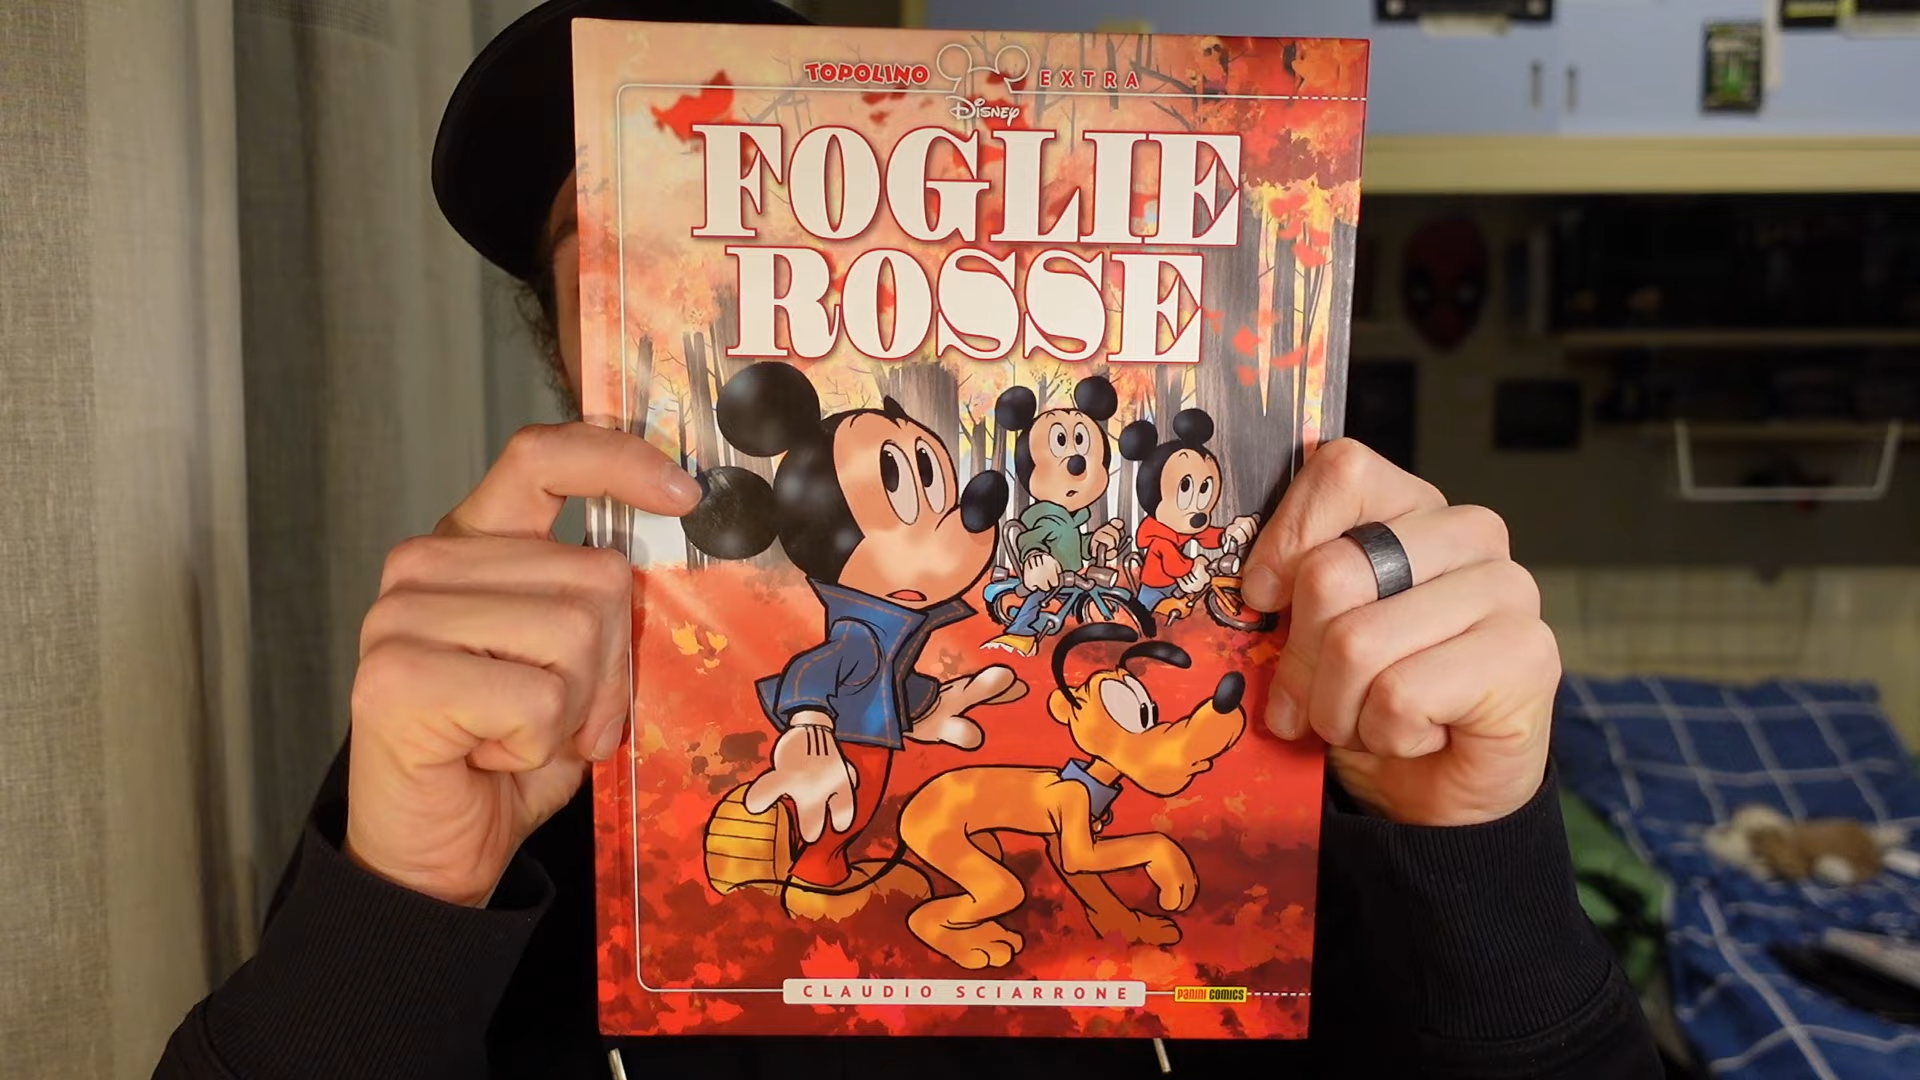 TOPOLINO EXTRA
Disney
FOGLIE
ROSSE
CLAUDIO SCIARRONE
PANINI COMICS